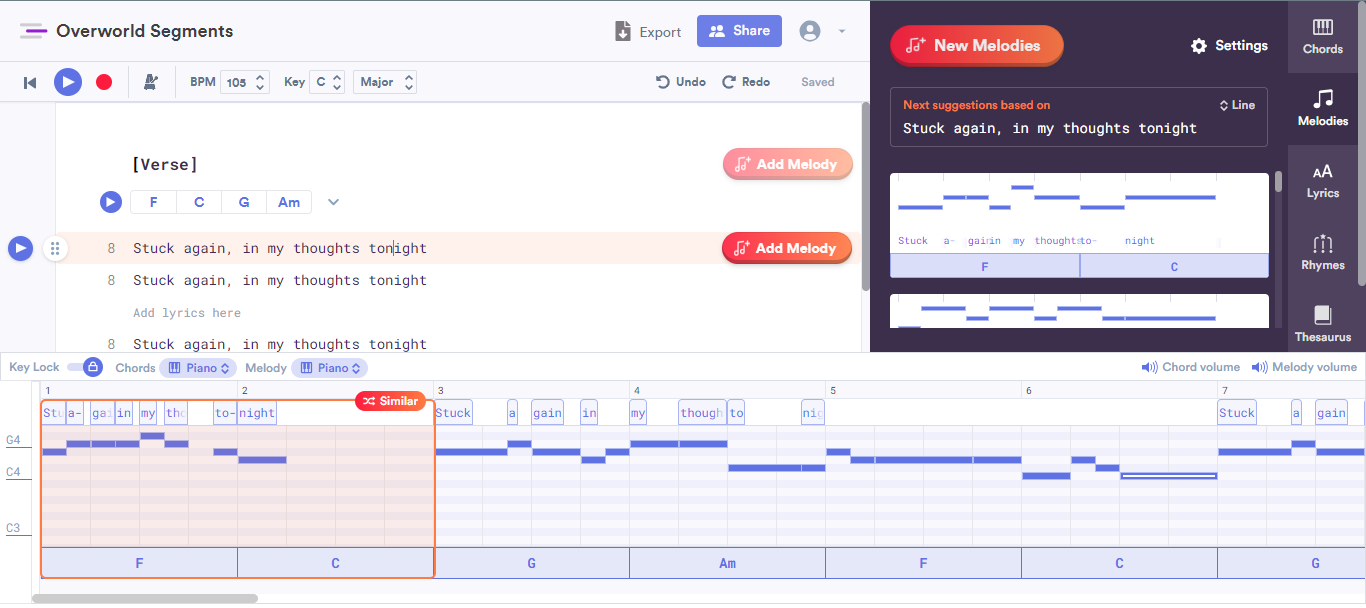 Overworld Segments
Export
Share
BPM 105 Key C Major
Undo Redo Saved
[Verse]
Add Melody
F C G Am
8 Stuck again, in my thoughts tonight
Add Melody
8 Stuck again, in my thoughts tonight
Add lyrics here
8 Stuck again, in my thoughts tonight
New Melodies
Settings
Next suggestions based on
Line
Stuck again, in my thoughts tonight
Stuck a- gain in my thoughts to- night
F C
Chords
Melodies
AA
Lyrics
Rhymes
Thesaurus
Key Lock Chords Piano Melody Piano
Chord volume Melody volume
1 2 3 4 5 6 7
Similar
Stu a- gai in my tho to- night Stuck a gain in my though to nig Stuck a gain
G4
C4
C3
F C G Am F C G